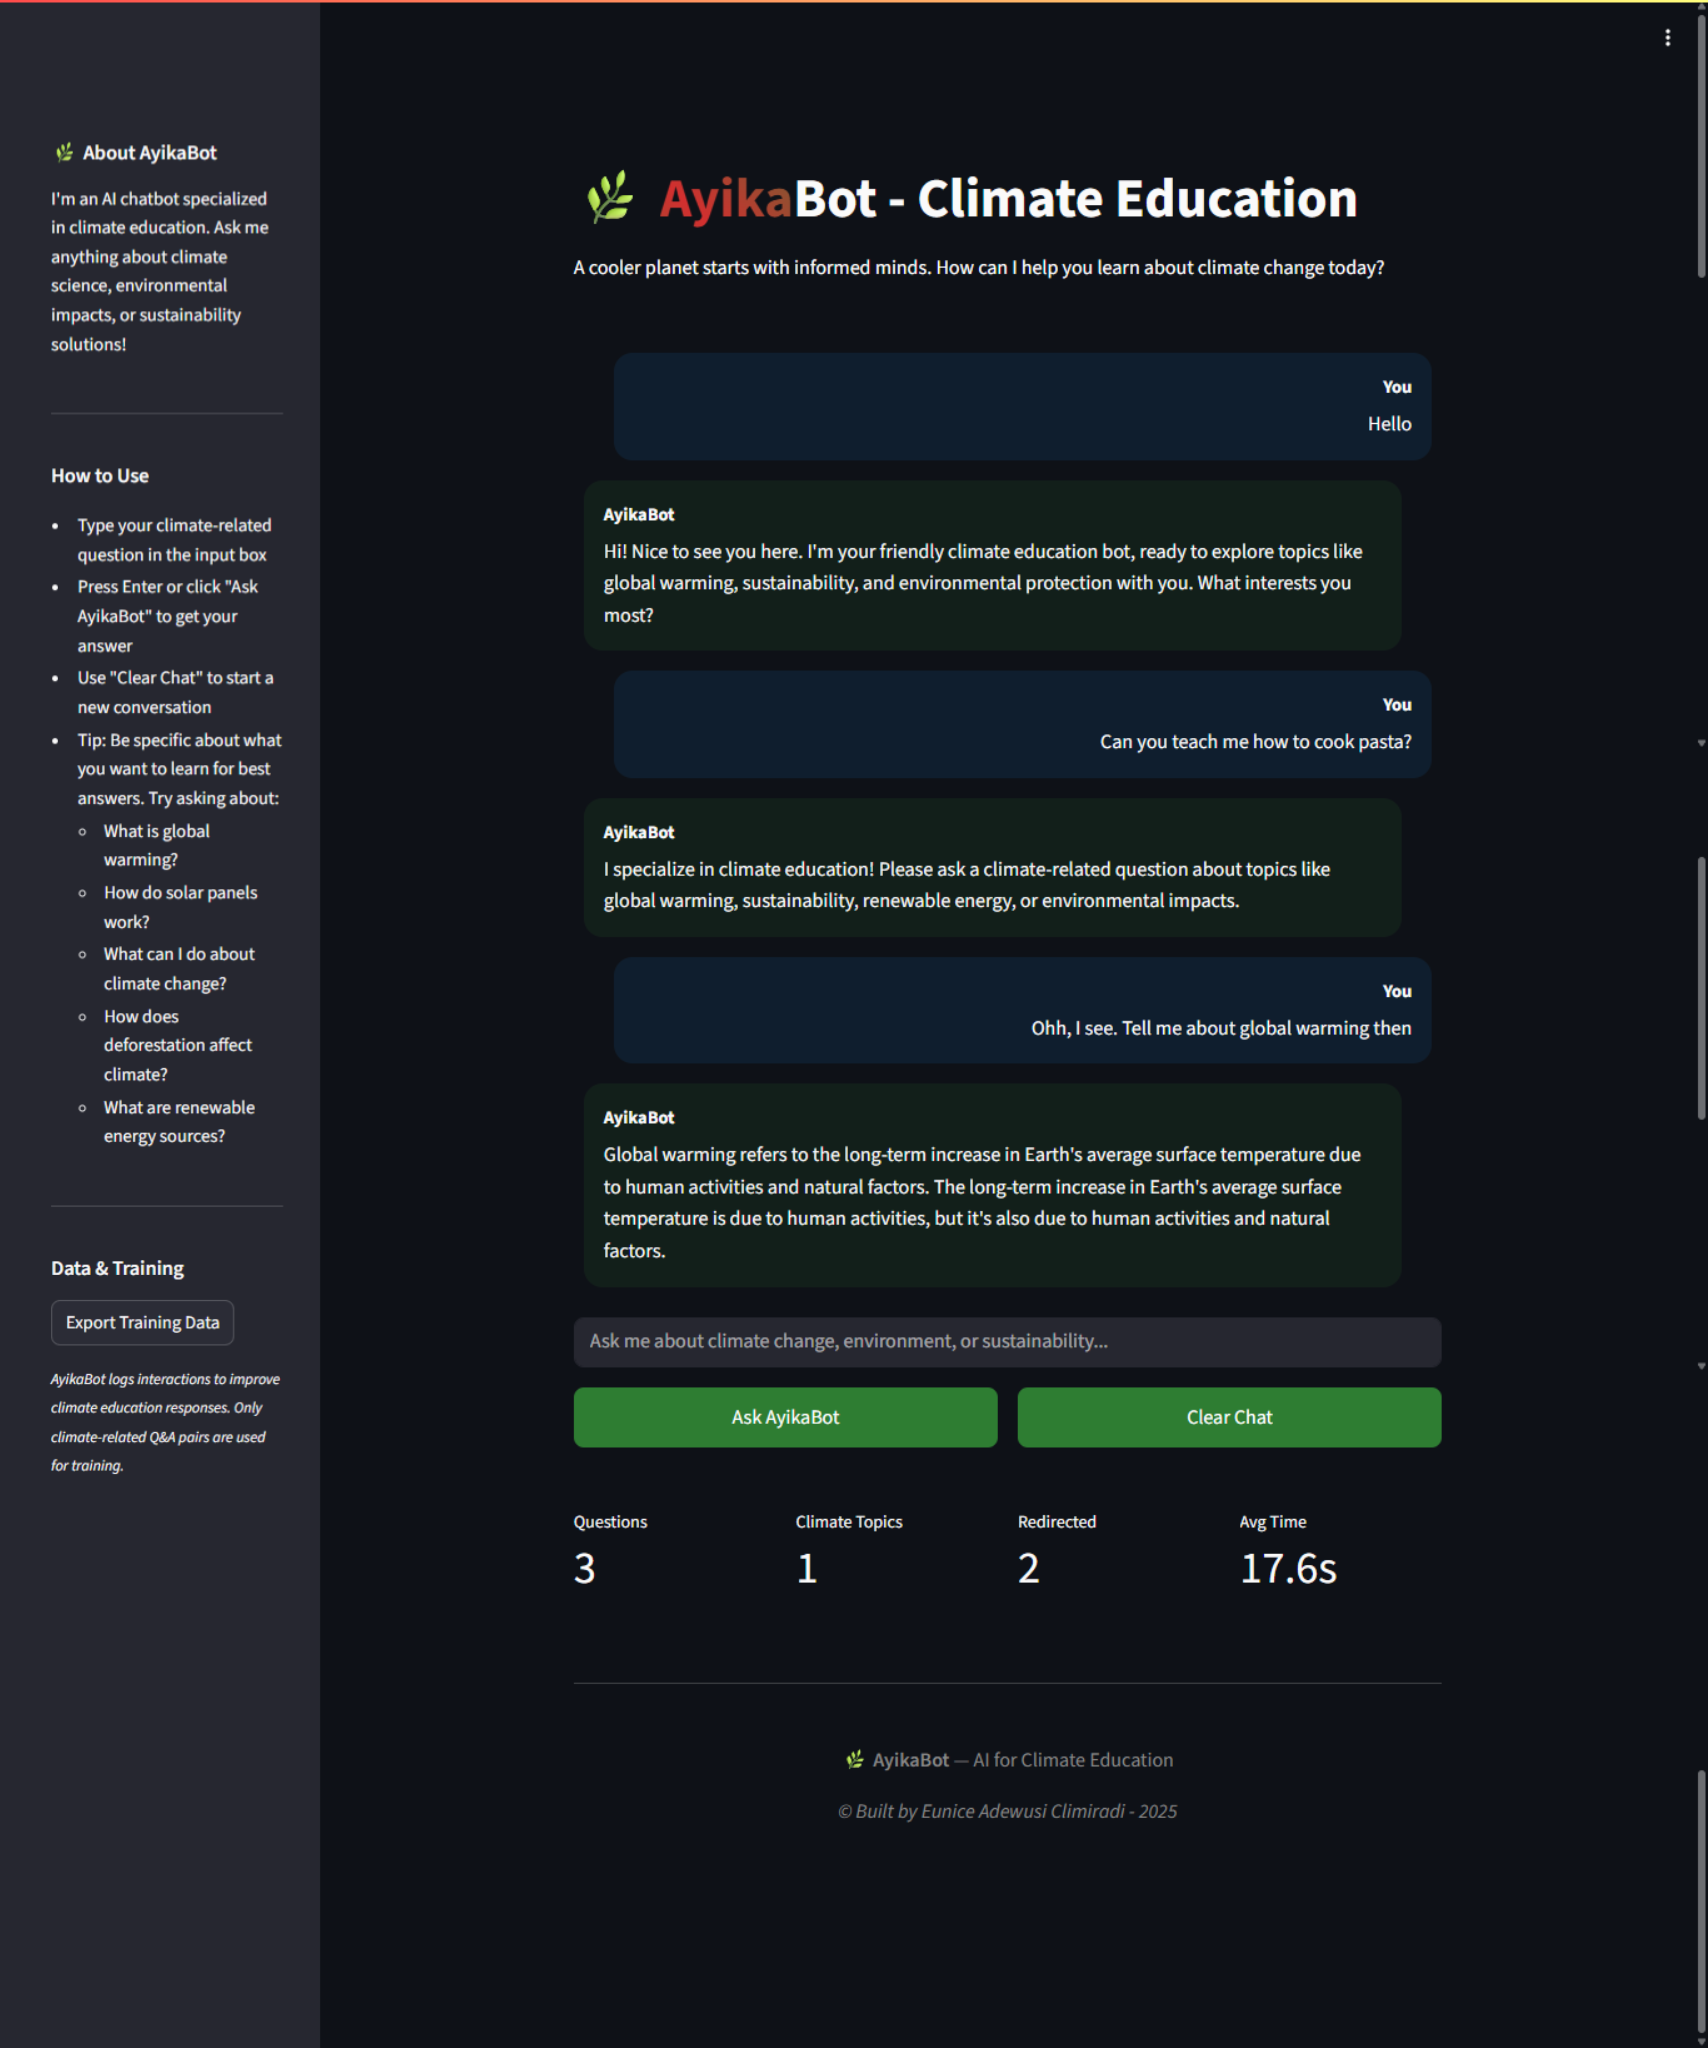 About AyikaBot
I'm an AI chatbot specialized
in climate education. Ask me
anything about climate
science, environmental
impacts, or sustainability
solutions!
How to Use
• Type your climate-related
question in the input box
• Press Enter or click "Ask
AyikaBot" to get your
answer
• Use "Clear Chat" to start a
new conversation
• Tip: Be specific about what
you want to learn for best
answers. Try asking about:
◦ What is global
warming?
◦ How do solar panels
work?
◦ What can I do about
climate change?
◦ How does
deforestation affect
climate?
◦ What are renewable
energy sources?
Data & Training
Export Training Data
AyikaBot logs interactions to improve
climate education responses. Only
climate-related Q&A pairs are used
for training.
AyikaBot - Climate Education
A cooler planet starts with informed minds. How can I help you learn about climate change today?
You
Hello
AyikaBot
Hi! Nice to see you here. I'm your friendly climate education bot, ready to explore topics like
global warming, sustainability, and environmental protection with you. What interests you
most?
You
Can you teach me how to cook pasta?
AyikaBot
I specialize in climate education! Please ask a climate-related question about topics like
global warming, sustainability, renewable energy, or environmental impacts.
You
Ohh, I see. Tell me about global warming then
AyikaBot
Global warming refers to the long-term increase in Earth's average surface temperature due
to human activities and natural factors. The long-term increase in Earth's average surface
temperature is due to human activities, but it's also due to human activities and natural
factors.
Ask me about climate change, environment, or sustainability...
Ask AyikaBot
Clear Chat
Questions
3
Climate Topics
1
Redirected
2
Avg Time
17.6s
AyikaBot — AI for Climate Education
© Built by Eunice Adewusi Climiradi - 2025